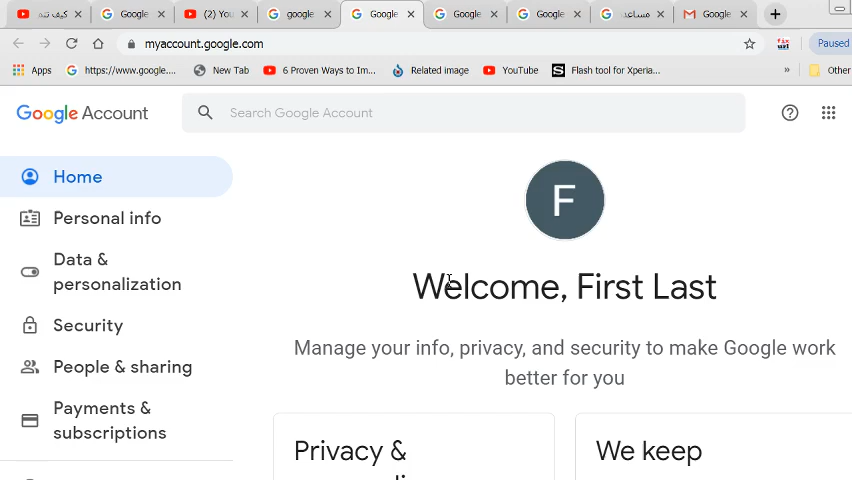 كيف تند
Google
(2) You
google
Google
Google
Google
مساعد
Google
myaccount.google.com
Paused
Apps
https://www.google....
New Tab
6 Proven Ways to Im...
Related image
YouTube
Flash tool for Xperia...
»
Other
Google Account
Search Google Account
Home
F
Personal info
Welcome, First Last
Data &
personalization
Security
Manage your info, privacy, and security to make Google work
better for you
People & sharing
Payments &
subscriptions
Privacy &
We keep